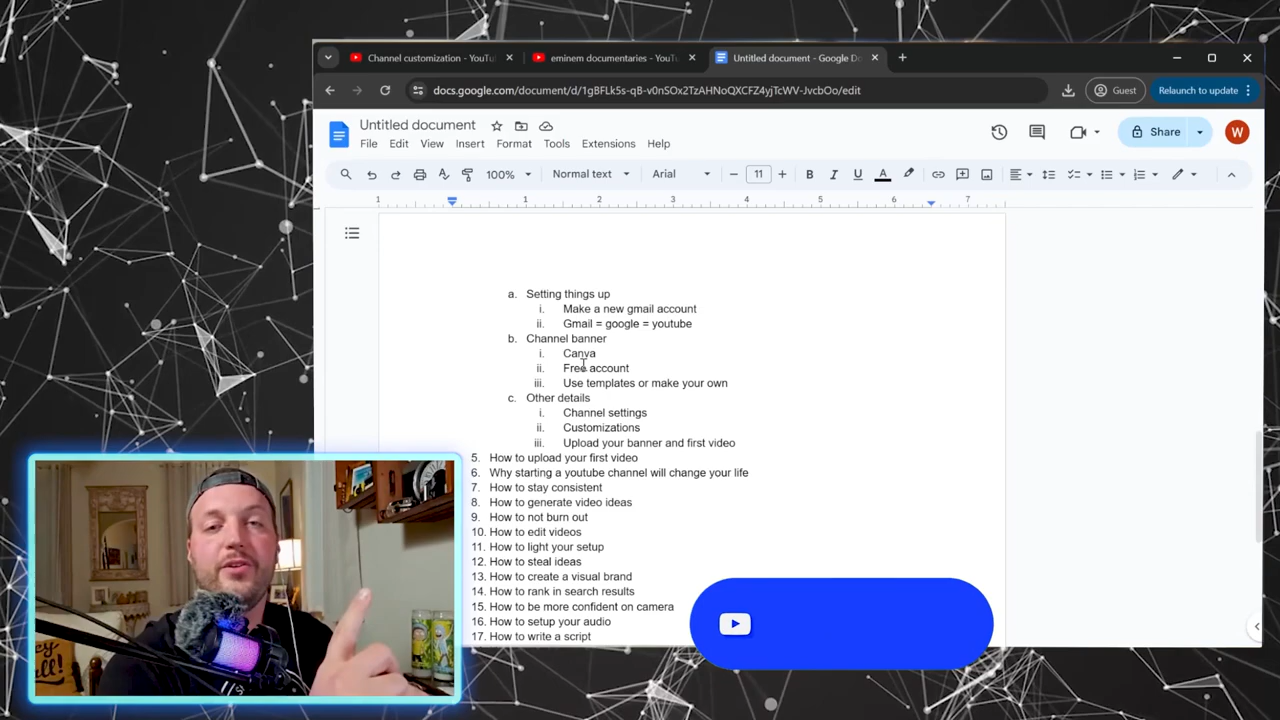 Channel customization - YouTu
eminem documentaries - YouTu
Untitled document - Google Do
docs.google.com/document/d/1gBFLk5s-qB-v0nSOx2TzAHNoQXCFZ4yjTcWV-JvcbOo/edit
Guest
Relaunch to update
Untitled document
File Edit View Insert Format Tools Extensions Help
Share
W
100% Normal text Arial 11 B I U A
1 1 2 3 4 5 6 7
a. Setting things up
i. Make a new gmail account
ii. Gmail = google = youtube
b. Channel banner
i. Canva
ii. Free account
iii. Use templates or make your own
c. Other details
i. Channel settings
ii. Customizations
iii. Upload your banner and first video
5. How to upload your first video
6. Why starting a youtube channel will change your life
7. How to stay consistent
8. How to generate video ideas
9. How to not burn out
10. How to edit videos
11. How to light your setup
12. How to steal ideas
13. How to create a visual brand
14. How to rank in search results
15. How to be more confident on camera
16. How to setup your audio
17. How to write a script